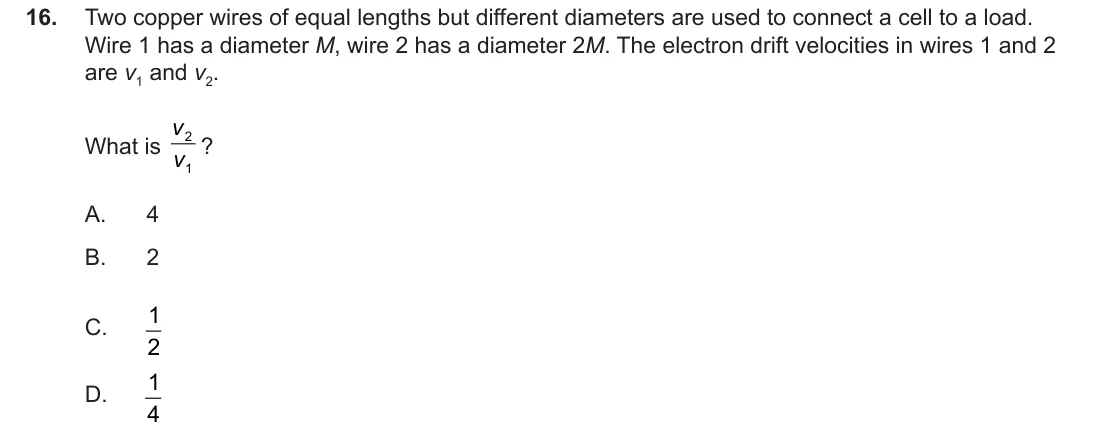 16. Two copper wires of equal lengths but different diameters are used to connect a cell to a load.
Wire 1 has a diameter M, wire 2 has a diameter 2M. The electron drift velocities in wires 1 and 2
are v₁ and v₂.
What is v₂/v₁ ?
A. 4
B. 2
C. 1/2
D. 1/4